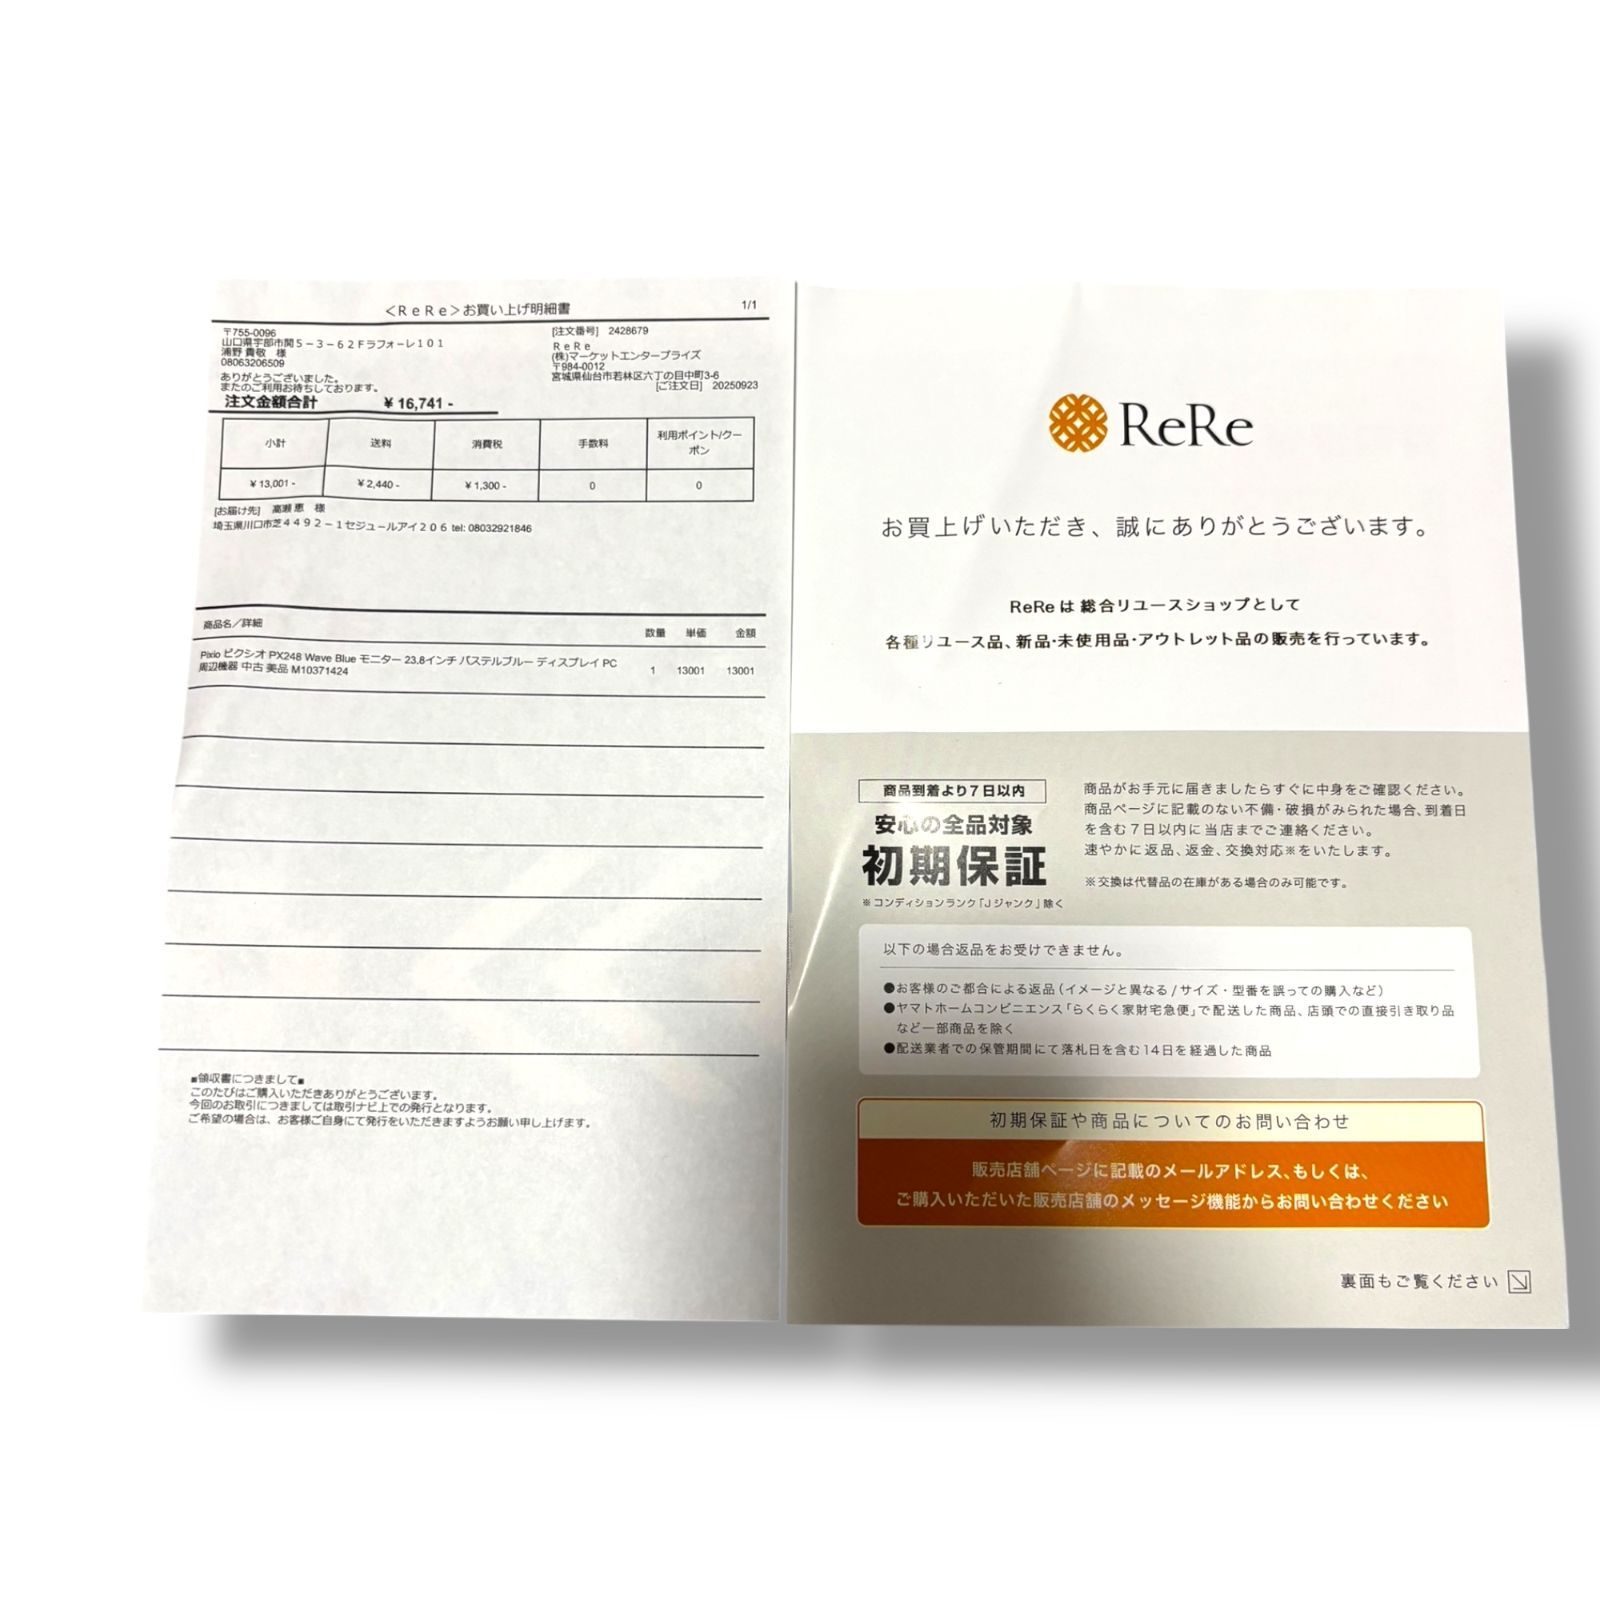 ＜ReRe＞お買い上げ明細書
1/1
〒755-0096
山口県宇部市開５－３－６２Fラフォーレ１０１
浦野 貴敬 様
08063206509
ありがとうございました。
またのご利用お待ちしております。
[注文番号] 2428679
ReRe
(株)マーケットエンタープライズ
〒984-0012
宮城県仙台市若林区六丁の目中町3-6
[ご注文日] 20250923
注文金額合計 ¥ 16,741 -
小計 送料 消費税 手数料 利用ポイント/クーポン
¥ 13,001 - ¥ 2,440 - ¥ 1,300 - 0 0
[お届け先] 高瀬 恵 様
埼玉県川口市芝４４９２－１セジュールアイ２０６ tel: 08032921846
商品名／詳細 数量 単価 金額
Pixio ピクシオ PX248 Wave Blue モニター 23.8インチ パステルブルー ディスプレイ PC
周辺機器 中古 美品 M10371424 1 13001 13001
■領収書につきまして■
このたびはご購入いただきありがとうございます。
今回のお取引につきましては取引ナビ上での発行となります。
ご希望の場合は、お客様ご自身にて発行をいただきますようお願い申し上げます。
ReRe
お買上げいただき、誠にありがとうございます。
ReReは 総合リユースショップとして
各種リユース品、新品・未使用品・アウトレット品の販売を行っています。
商品到着より7日以内
安心の全品対象
初期保証
※コンディションランク「Jジャンク」除く
商品がお手元に届きましたらすぐに中身をご確認ください。
商品ページに記載のない不備・破損がみられた場合、到着日
を含む7日以内に当店までご連絡ください。
速やかに返品、返金、交換対応※をいたします。
※交換は代替品の在庫がある場合のみ可能です。
以下の場合返品をお受けできません。
●お客様のご都合による返品（イメージと異なる/サイズ・型番を誤っての購入など）
●ヤマトホームコンビニエンス「らくらく家財宅急便」で配送した商品、店頭での直接引き取り品
など一部商品を除く
●配送業者での保管期間にて落札日を含む14日を経過した商品
初期保証や商品についてのお問い合わせ
販売店舗ページに記載のメールアドレス、もしくは、
ご購入いただいた販売店舗のメッセージ機能からお問い合わせください
裏面もご覧ください